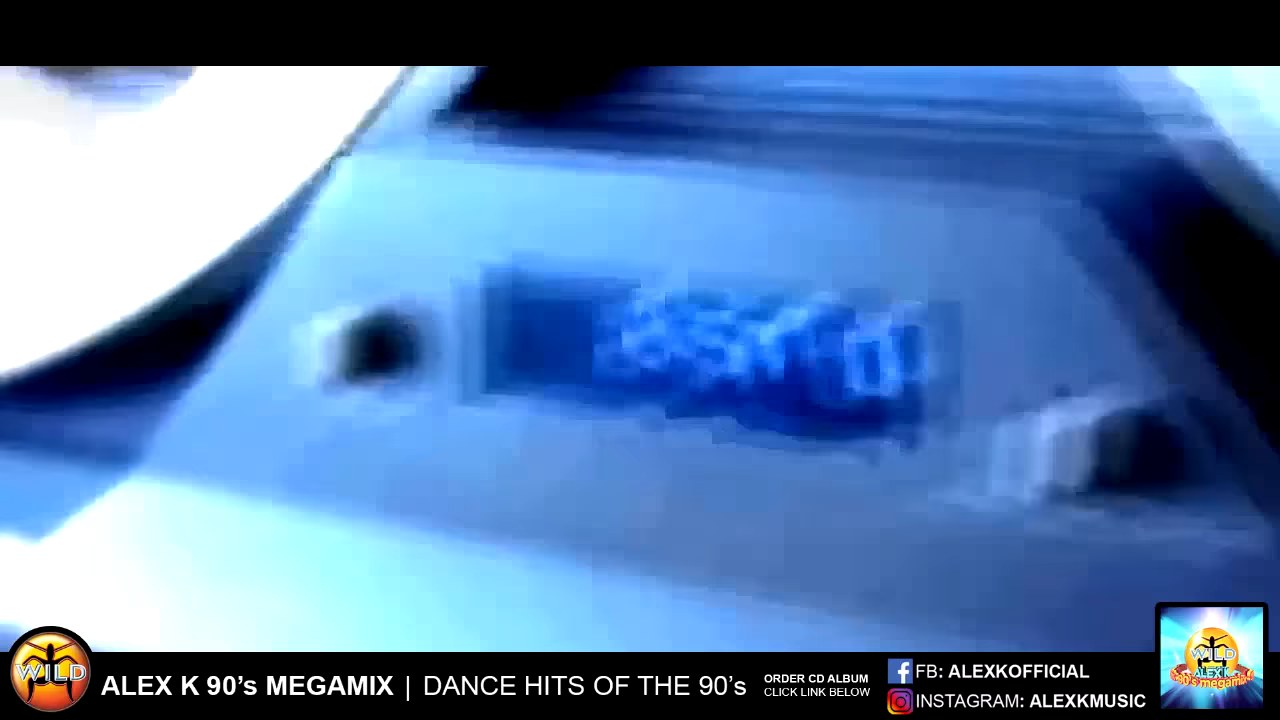 WILD
ALEX K 90's MEGAMIX | DANCE HITS OF THE 90's
ORDER CD ALBUM
CLICK LINK BELOW
FB: ALEXKOFFICIAL
INSTAGRAM: ALEXKMUSIC
WILD
ALEX K
90's megamix